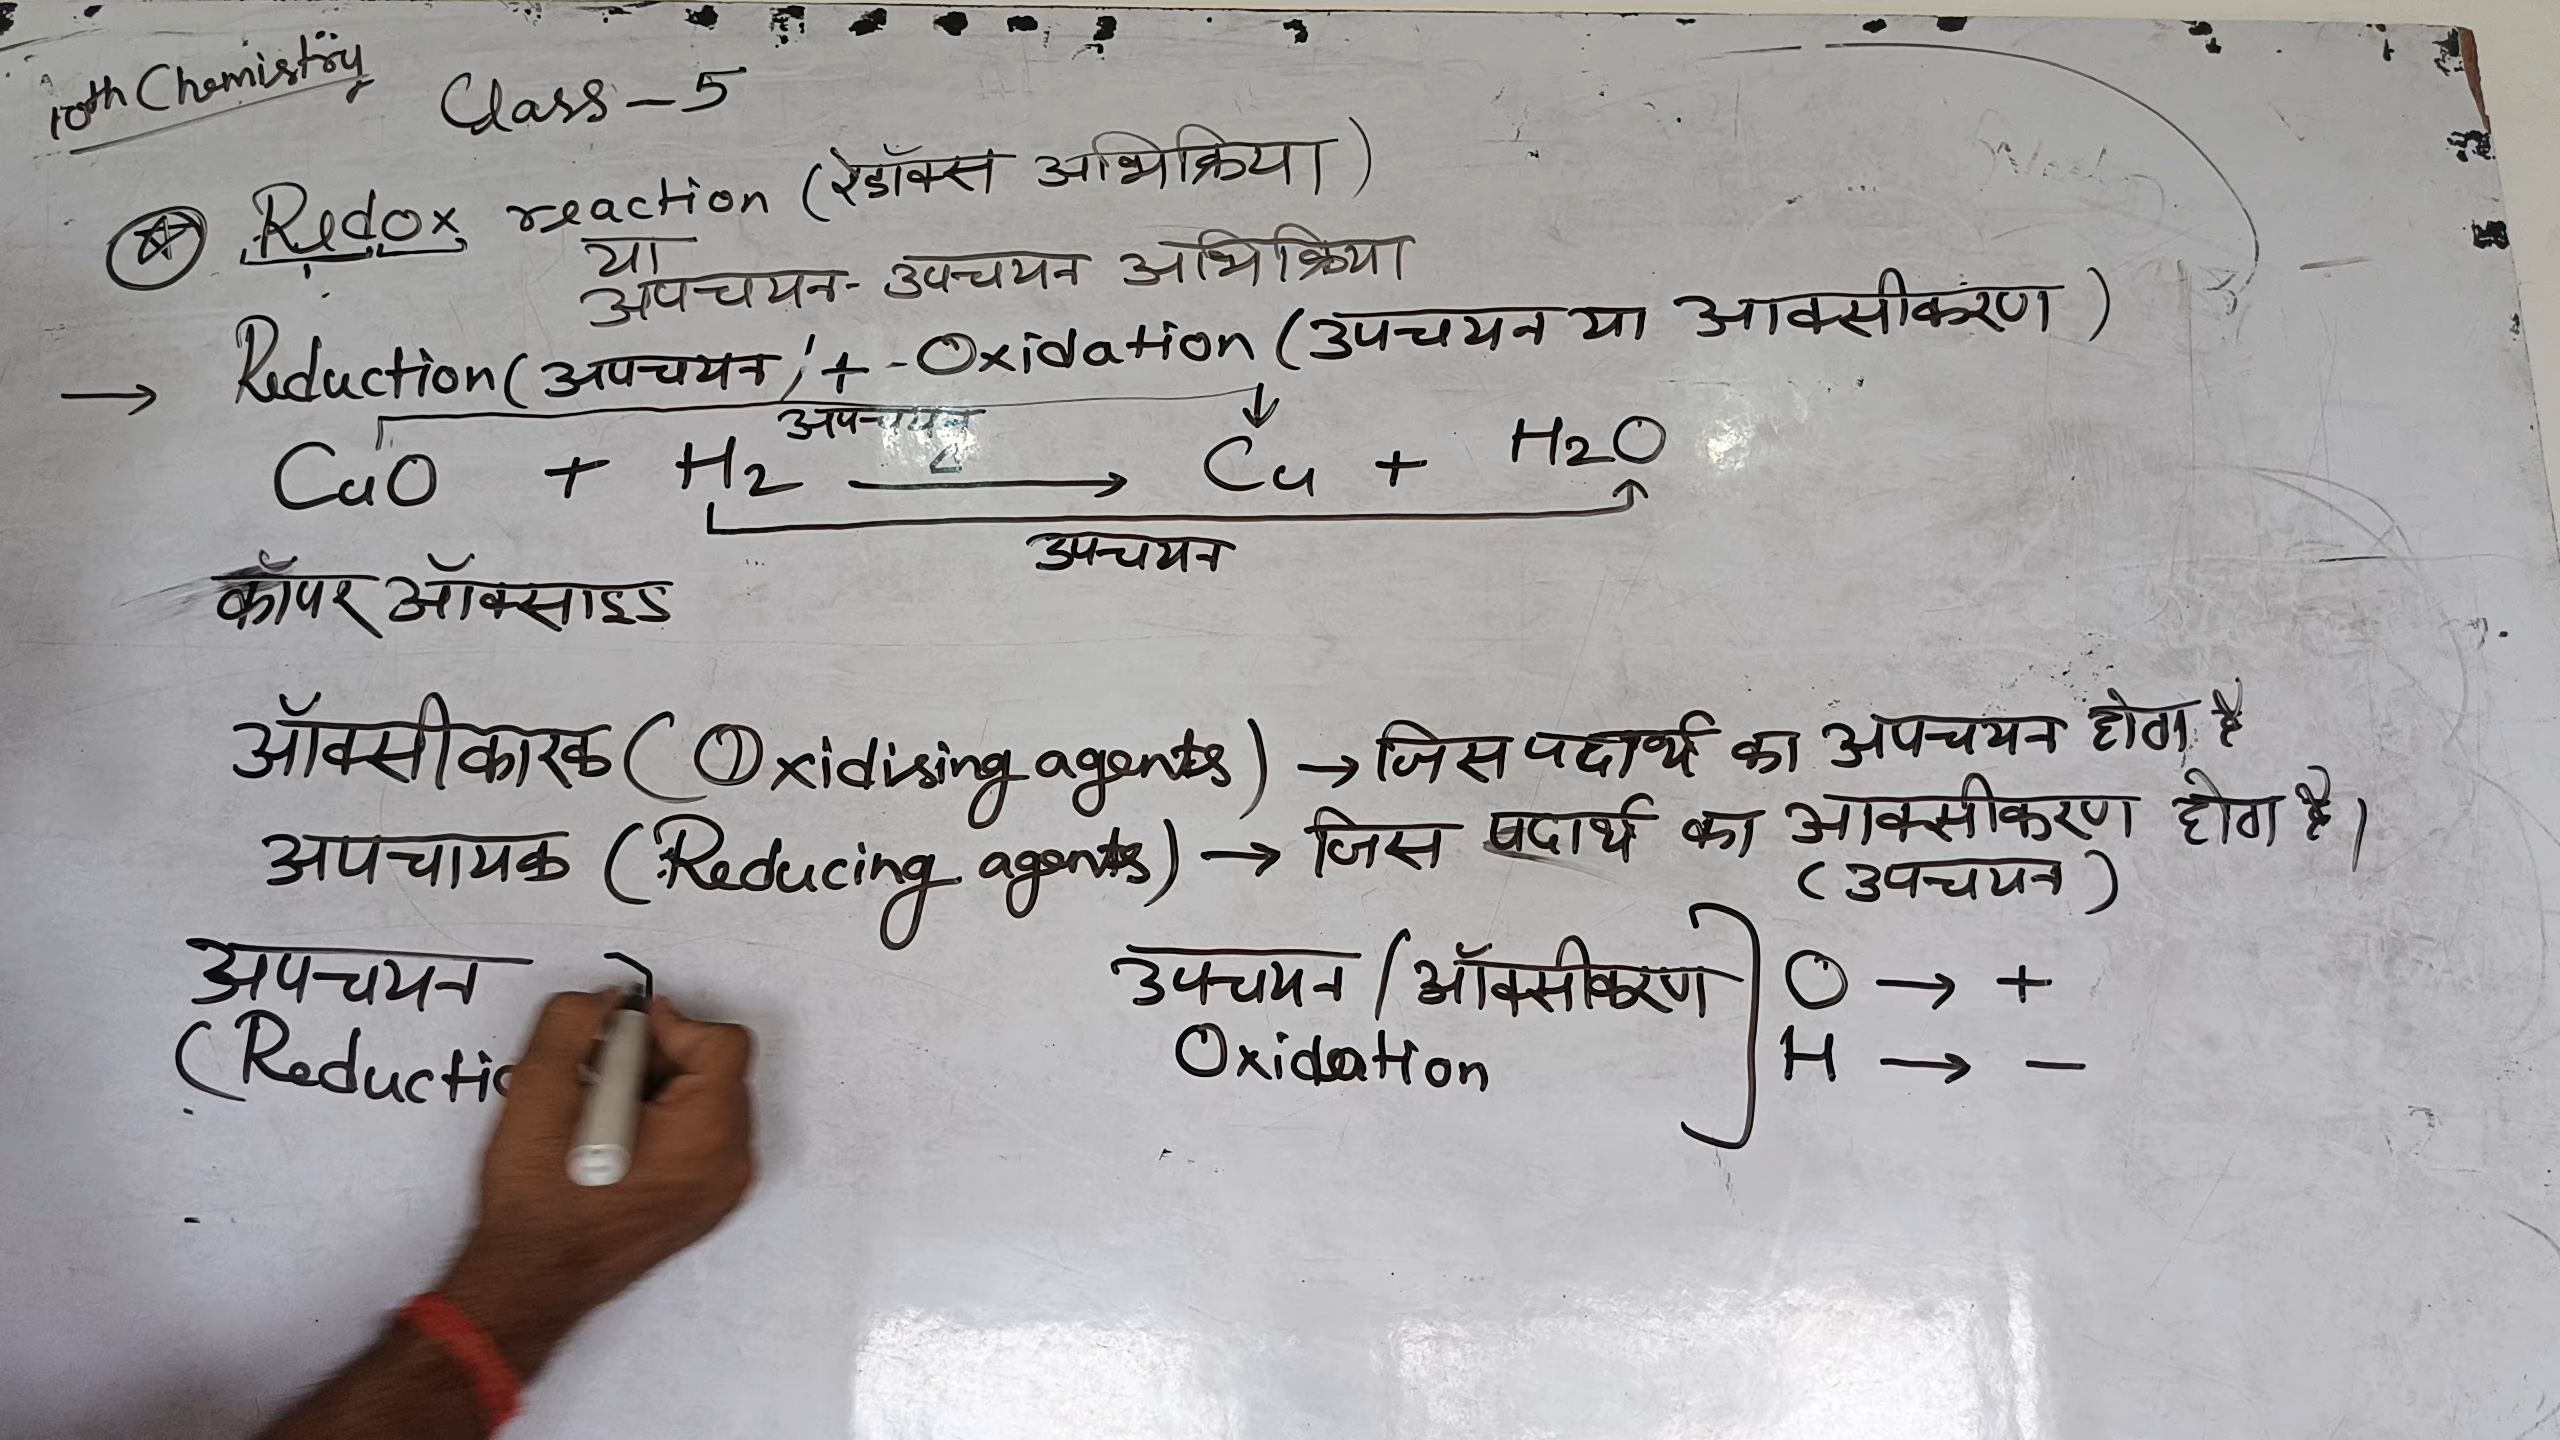 10th Chemistry
Class - 5
Redox reaction (रेडॉक्स अभिक्रिया)
या
अपचयन - उपचयन अभिक्रिया
→ Reduction (अपचयन) + Oxidation (उपचयन या आक्सीकरण)
अपचयन
CuO + H2 → Cu + H2O
उपचयन
कॉपर ऑक्साइड
ऑक्सीकारक (Oxidising agents) → जिस पदार्थ का अपचयन होता है
अपचायक (Reducing agents) → जिस पदार्थ का आक्सीकरण होता है।
(उपचयन)
अपचयन
(Reductio
उपचयन / ऑक्सीकरण O → +
Oxidation H → −